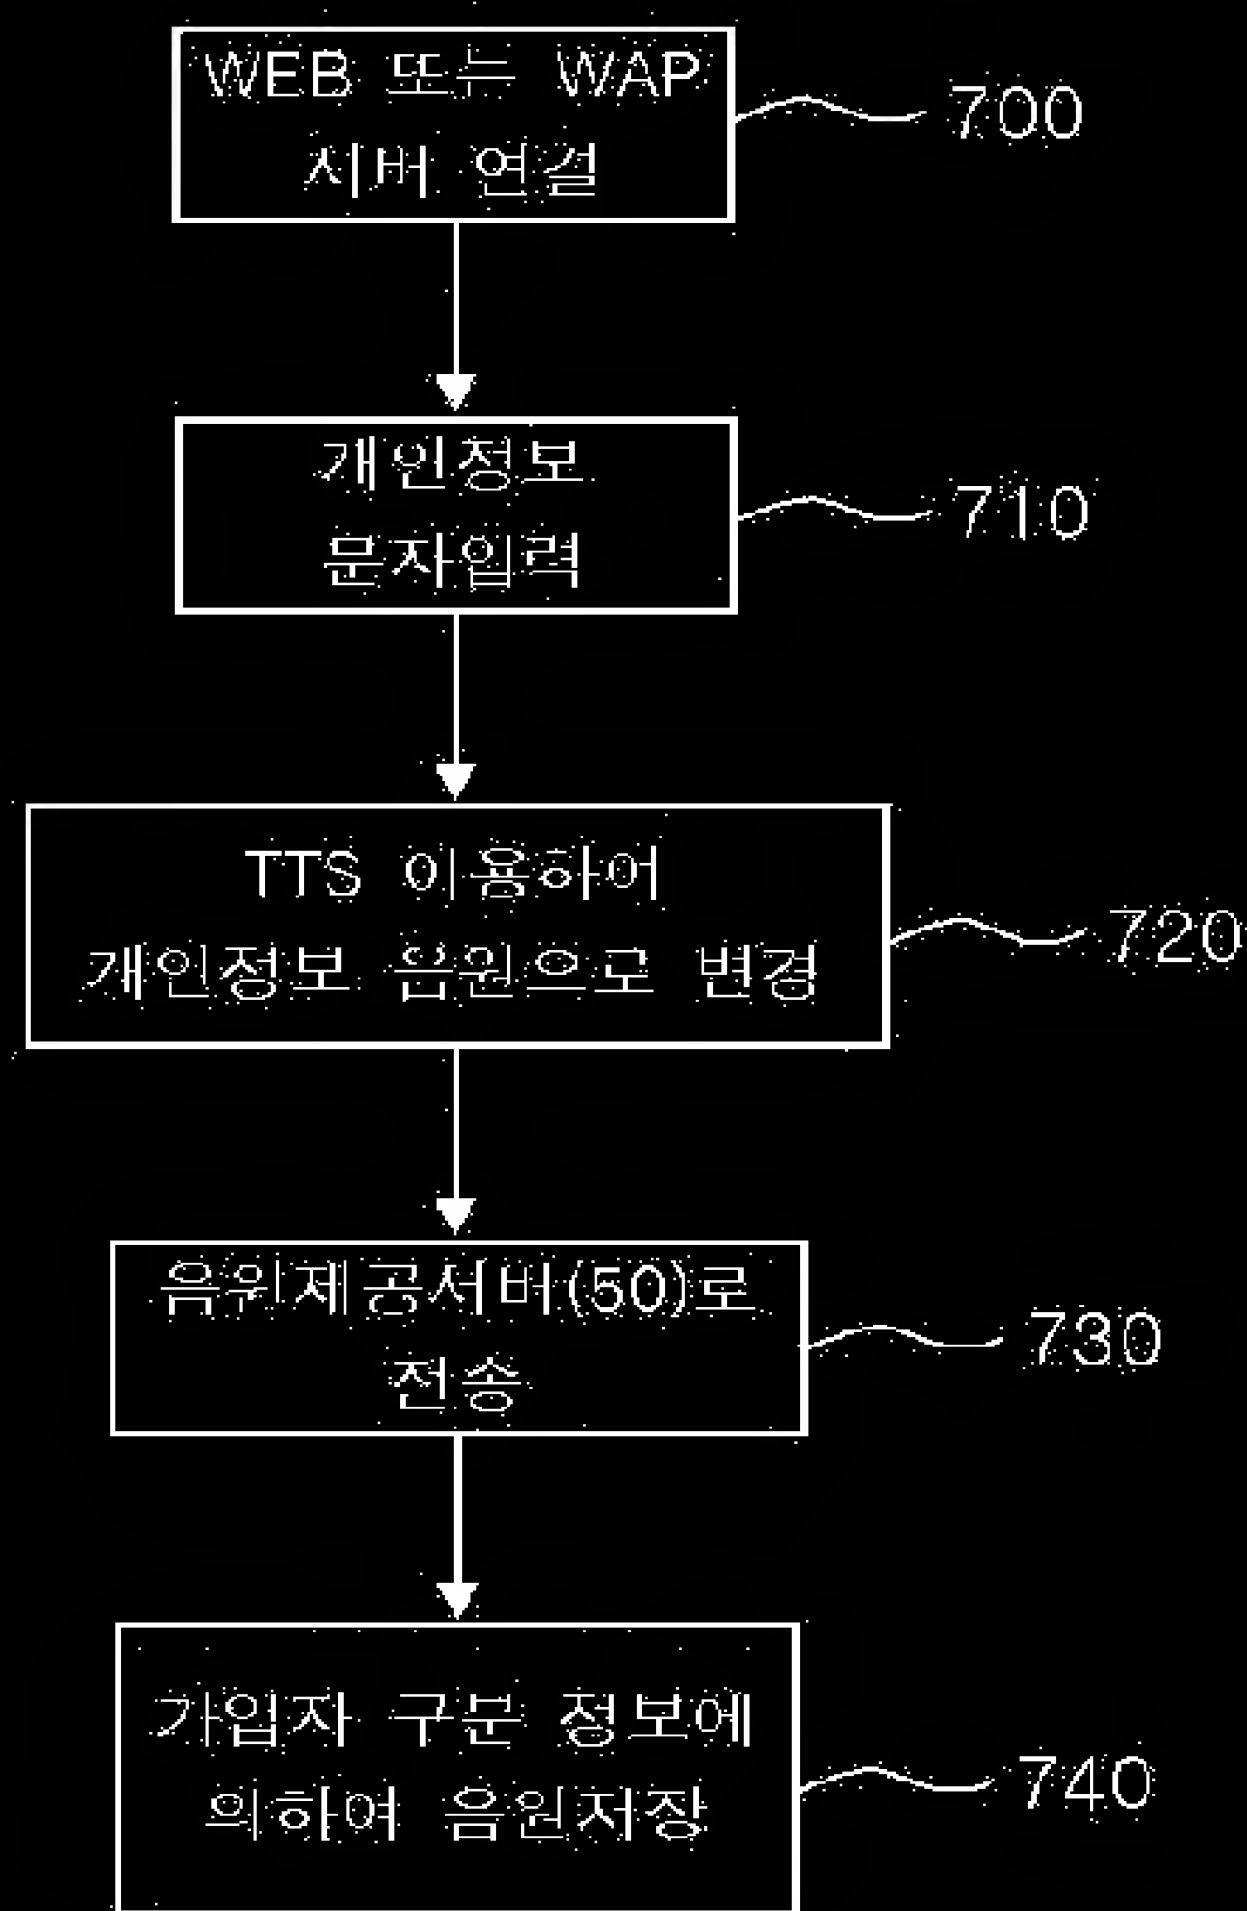 WEB 또는 WAP
서버 연결
700
개인정보
문자입력
710
TTS 이용하어
개인정보 음원으로 변경
720
음원제공서버(50)로
전송
730
가입자 구분 정보에
의하여 음원저장
740